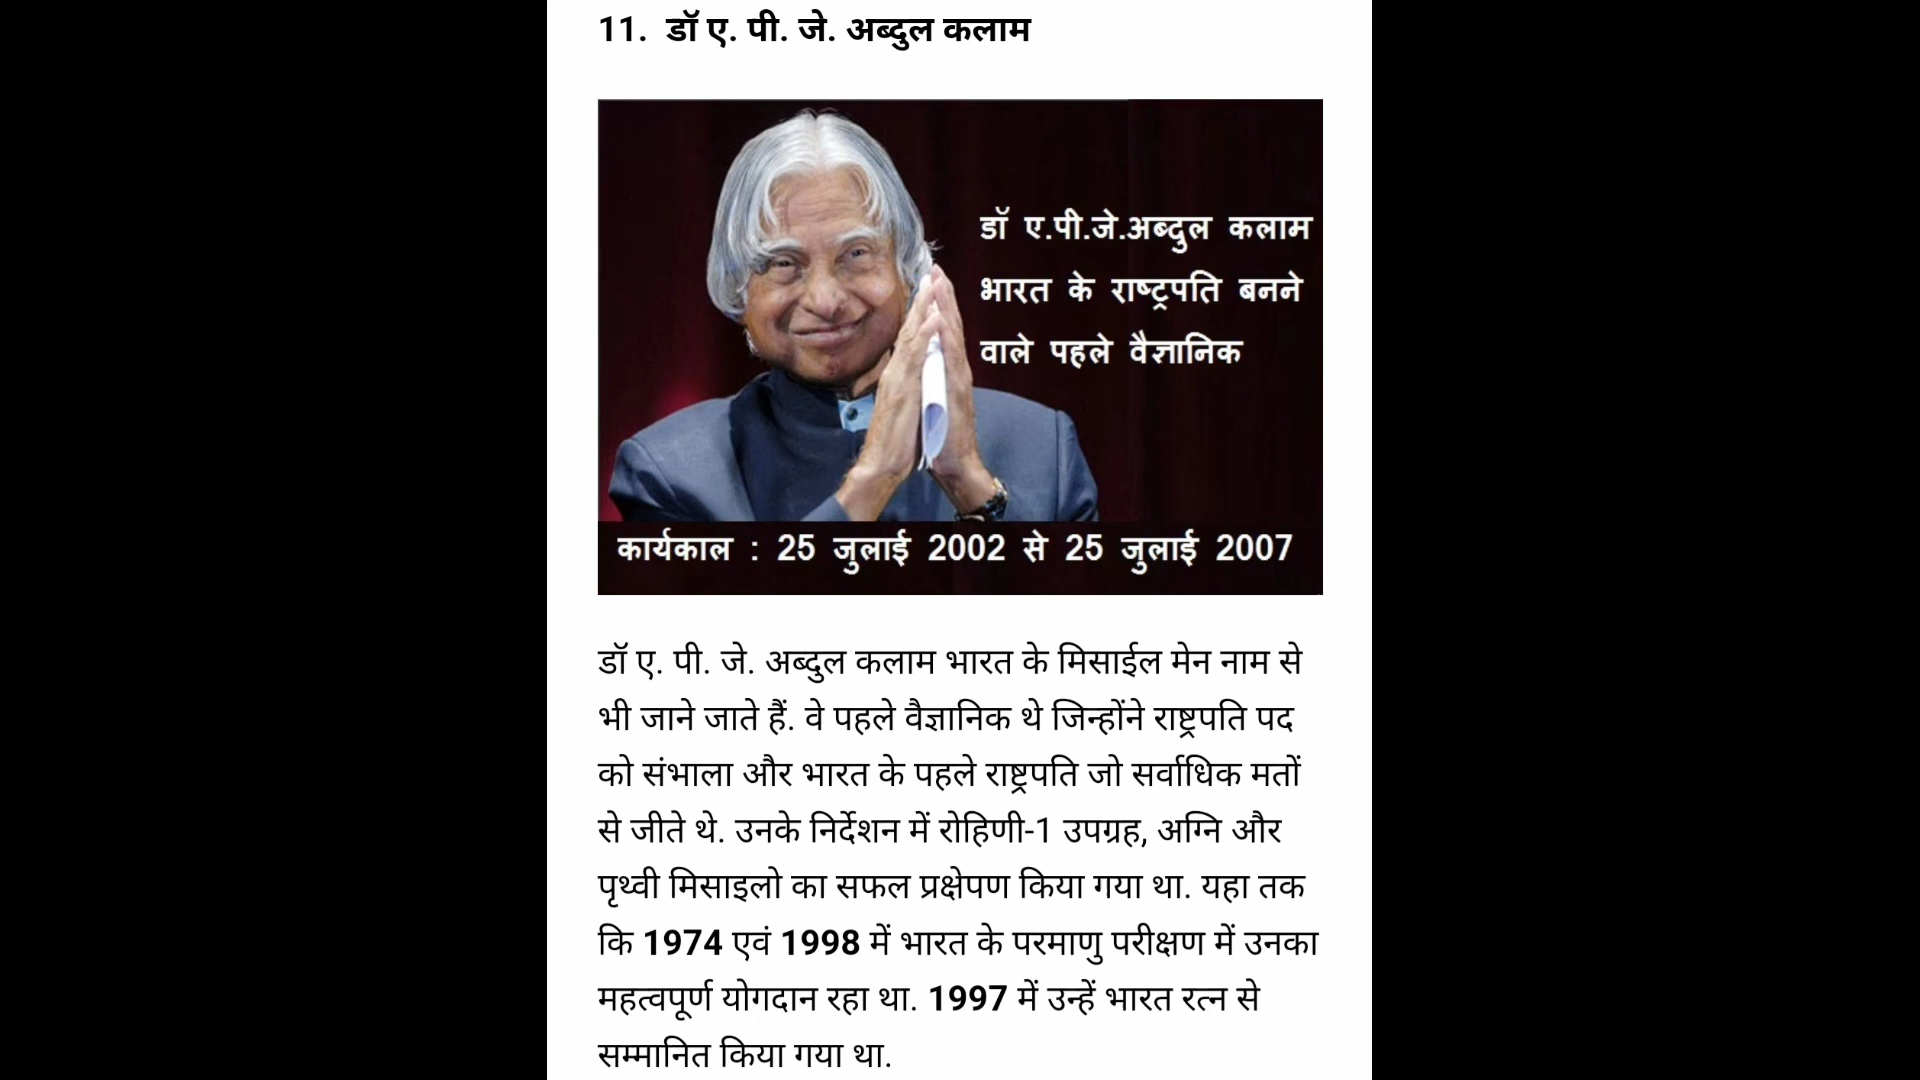 11. डॉ ए. पी. जे. अब्दुल कलाम
डॉ ए.पी.जे.अब्दुल कलाम
भारत के राष्ट्रपति बनने
वाले पहले वैज्ञानिक
कार्यकाल : 25 जुलाई 2002 से 25 जुलाई 2007
डॉ ए. पी. जे. अब्दुल कलाम भारत के मिसाईल मेन नाम से
भी जाने जाते हैं. वे पहले वैज्ञानिक थे जिन्होंने राष्ट्रपति पद
को संभाला और भारत के पहले राष्ट्रपति जो सर्वाधिक मतों
से जीते थे. उनके निर्देशन में रोहिणी-1 उपग्रह, अग्नि और
पृथ्वी मिसाइलो का सफल प्रक्षेपण किया गया था. यहा तक
कि 1974 एवं 1998 में भारत के परमाणु परीक्षण में उनका
महत्वपूर्ण योगदान रहा था. 1997 में उन्हें भारत रत्न से
सम्मानित किया गया था.